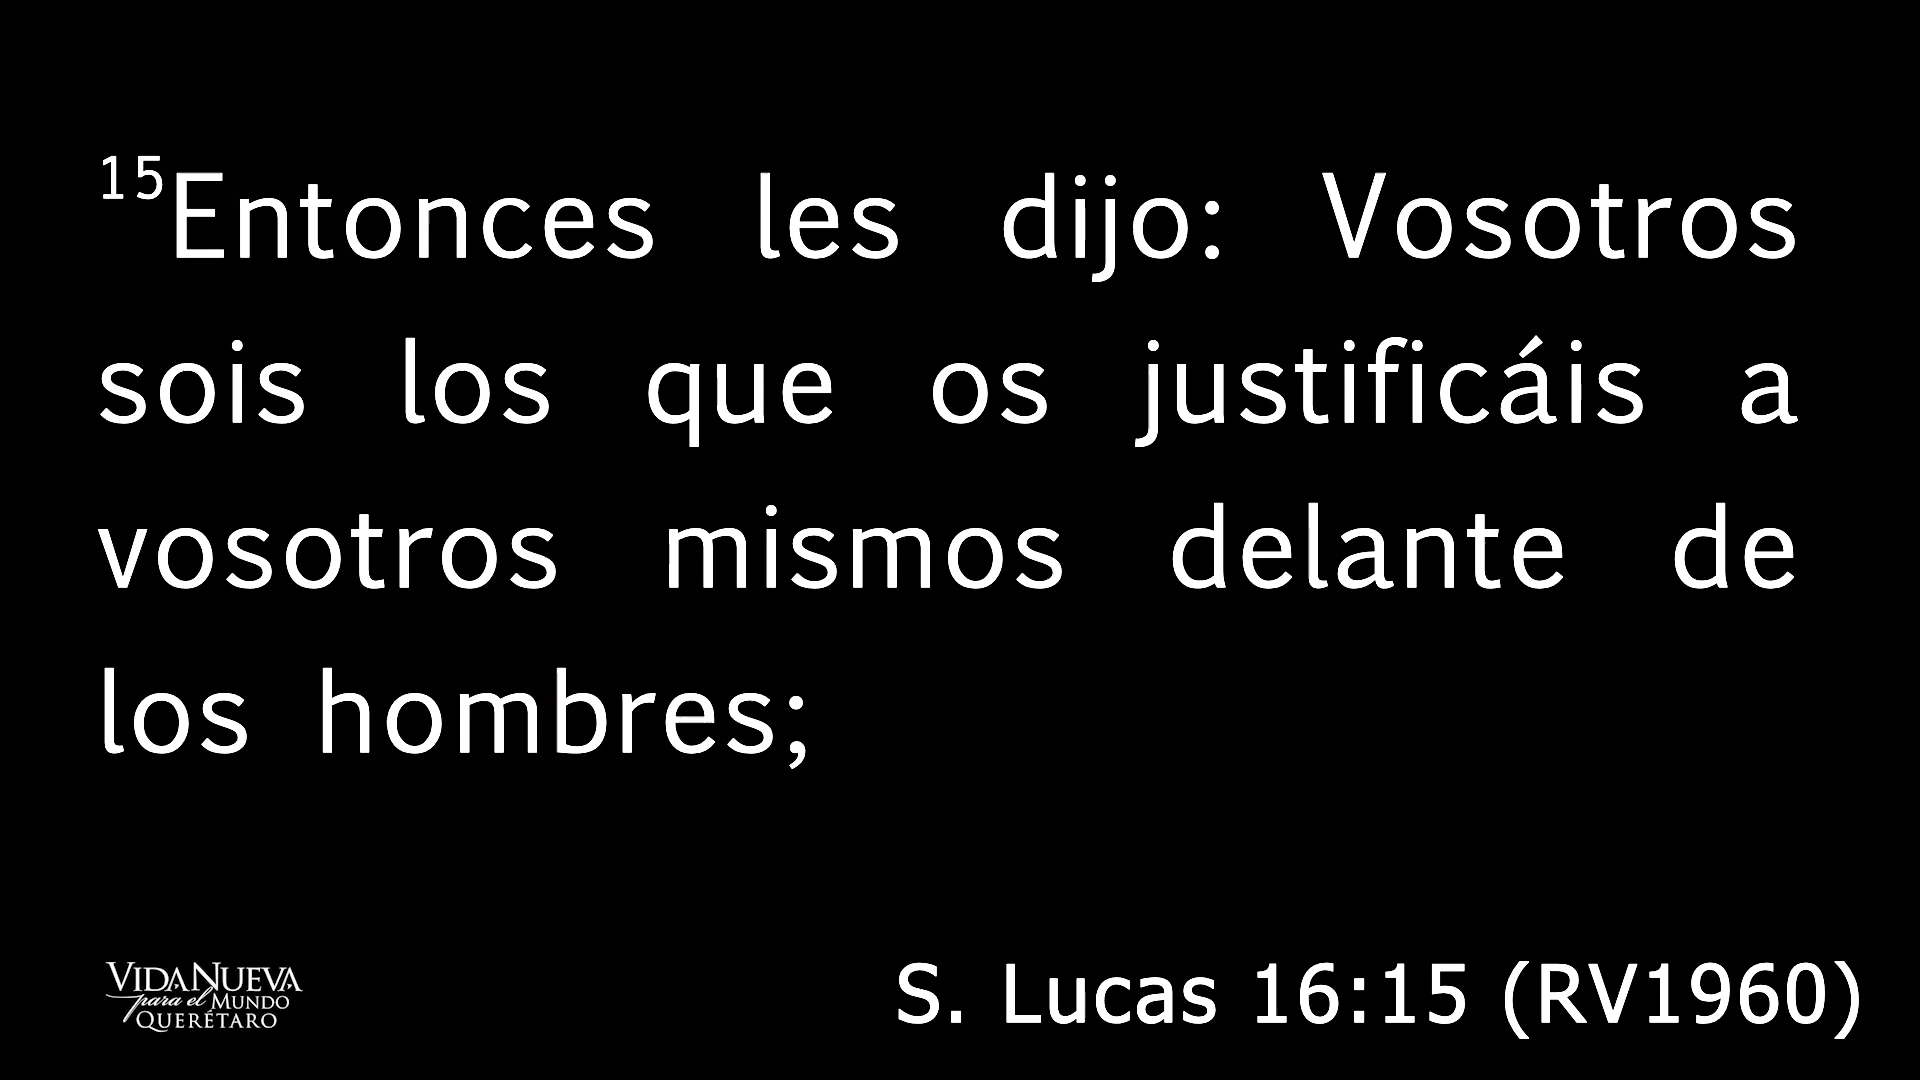 15Entonces les dijo: Vosotros
sois los que os justificáis a
vosotros mismos delante de
los hombres;
VIDA NUEVA
para el MUNDO
QUERÉTARO
S. Lucas 16:15 (RV1960)